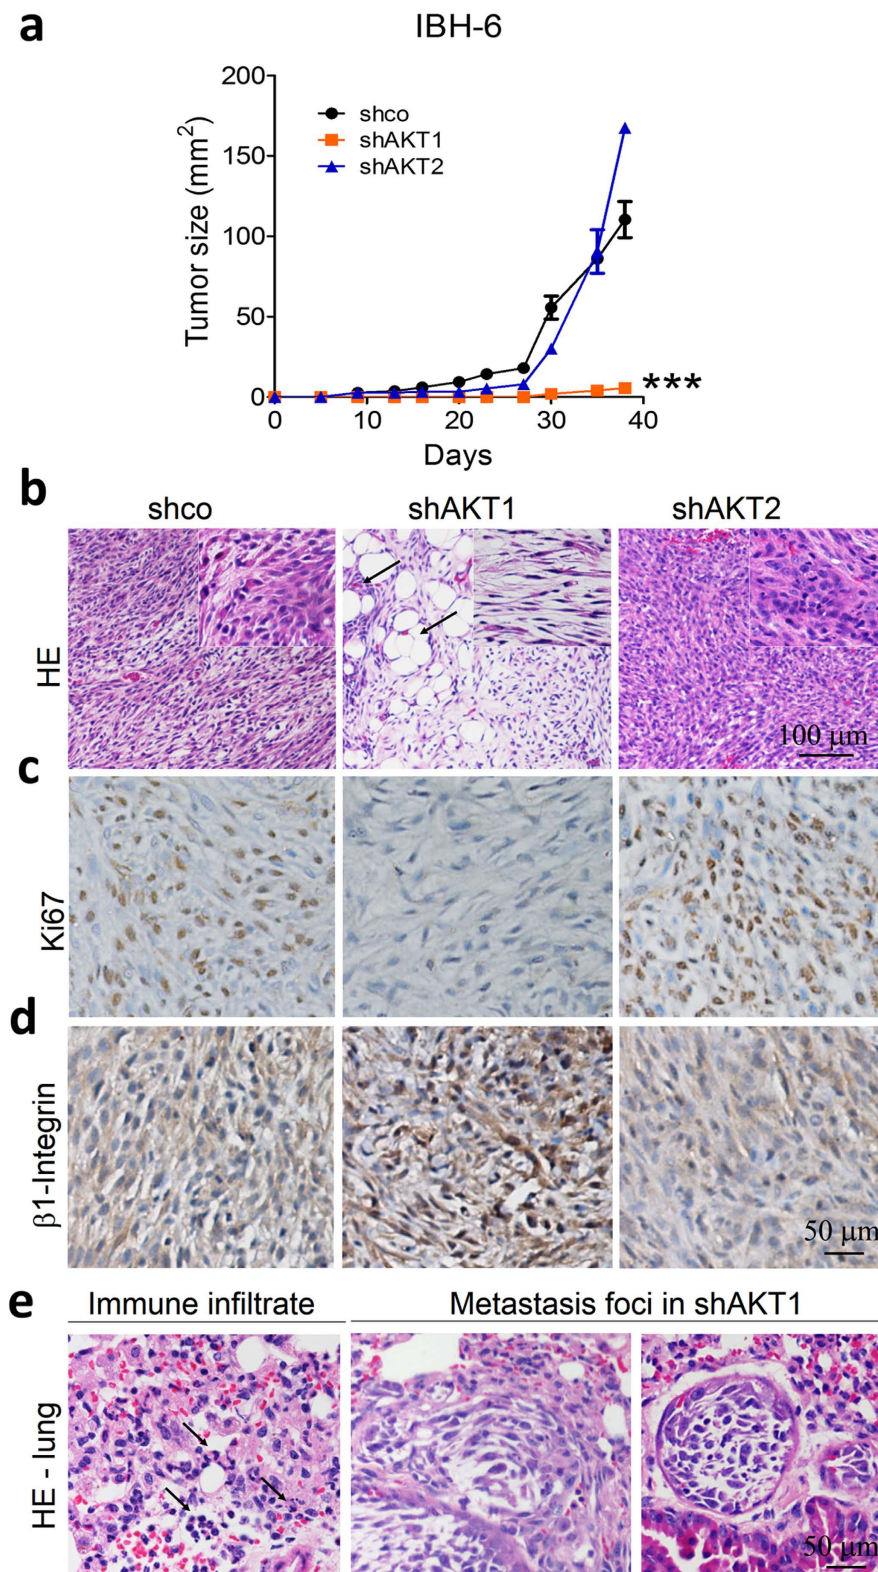 a
IBH-6
Tumor size (mm²)
200
150
100
50
0
shco
shAKT1
shAKT2
***
0 10 20 30 40
Days
b
shco shAKT1 shAKT2
HE
100 μm
c
Ki67
d
β1-Integrin
50 μm
e
Immune infiltrate Metastasis foci in shAKT1
HE - lung
50 μm